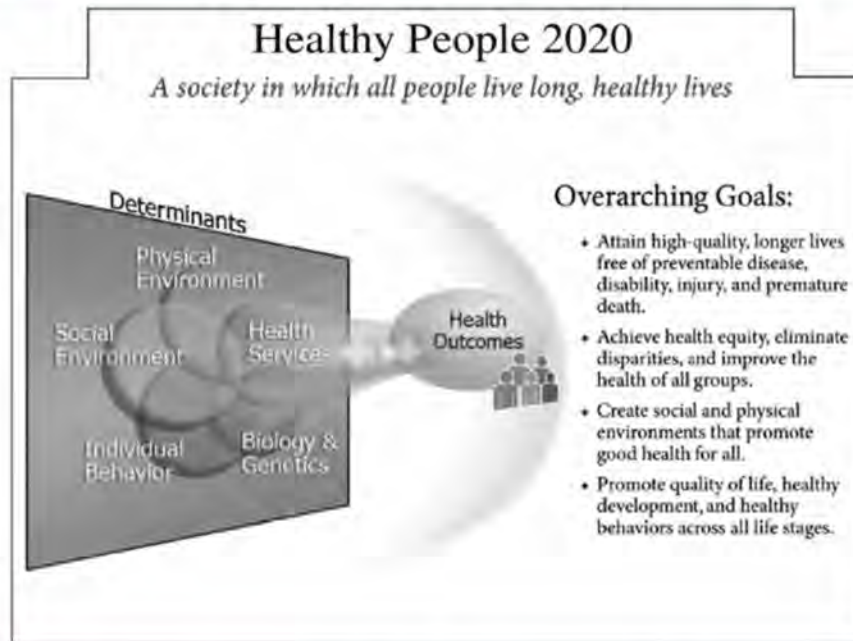 Healthy People 2020
A society in which all people live long, healthy lives
Determinants
Physical
Environment
Social
Environment
Health
Services
Individual
Behavior
Biology &
Genetics
Health
Outcomes
Overarching Goals:
Attain high-quality, longer lives
free of preventable disease,
disability, injury, and premature
death.
Achieve health equity, eliminate
disparities, and improve the
health of all groups.
Create social and physical
environments that promote
good health for all.
Promote quality of life, healthy
development, and healthy
behaviors across all life stages.